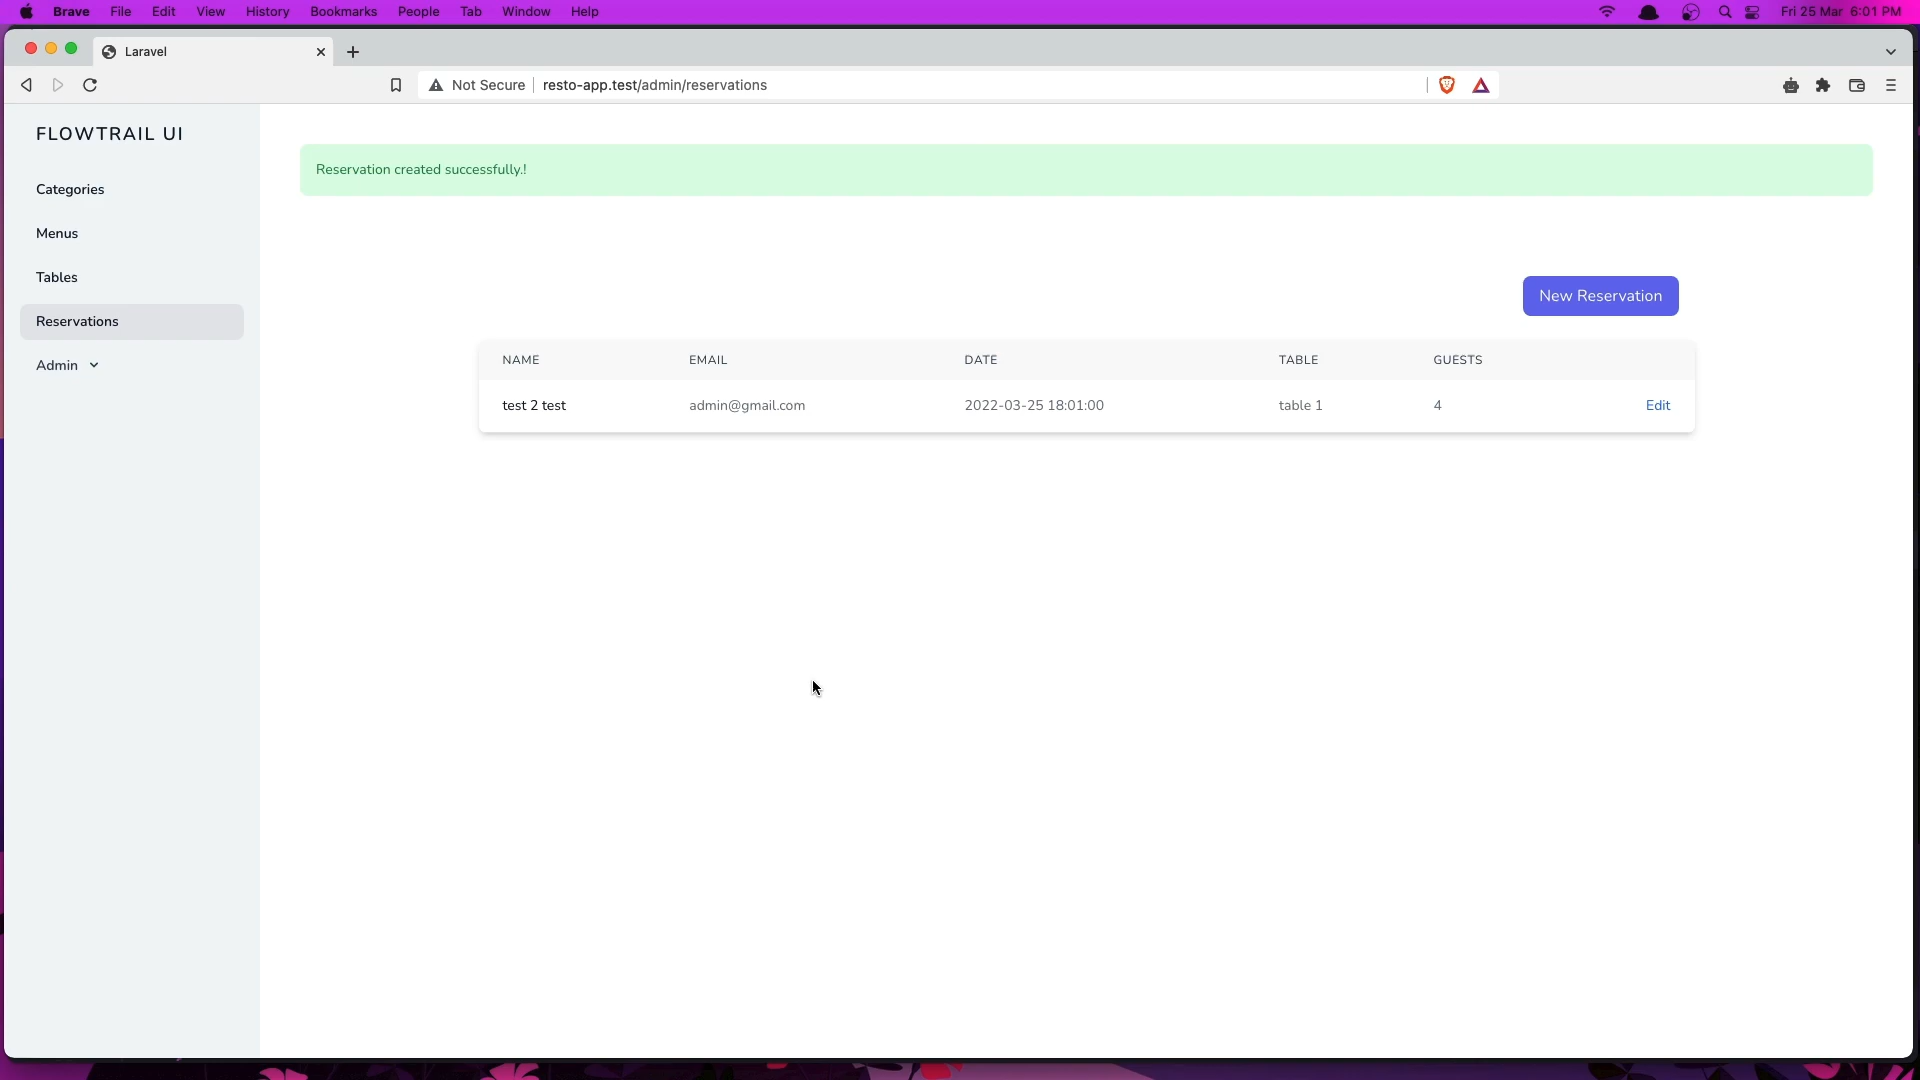 Brave File Edit View History Bookmarks People Tab Window Help Fri 25 Mar 6:01 PM
Laravel
Not Secure resto-app.test/admin/reservations
FLOWTRAIL UI
Categories
Menus
Tables
Reservations
Admin
Reservation created successfully.!
New Reservation
NAME EMAIL DATE TABLE GUESTS
test 2 test admin@gmail.com 2022-03-25 18:01:00 table 1 4 Edit